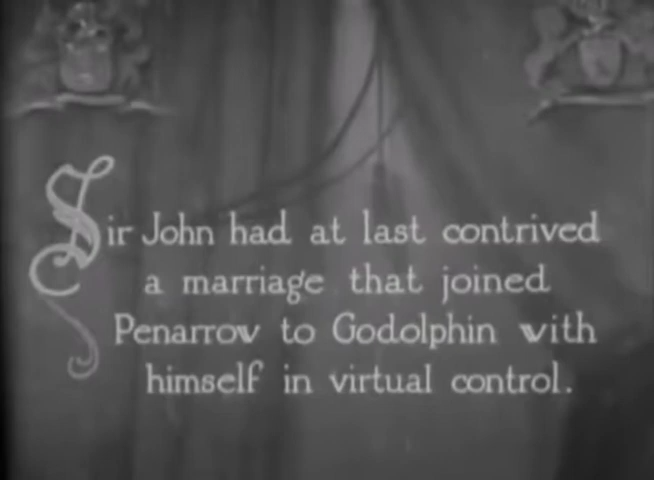 Sir John had at last contrived
a marriage that joined
Penarrow to Godolphin with
himself in virtual control.